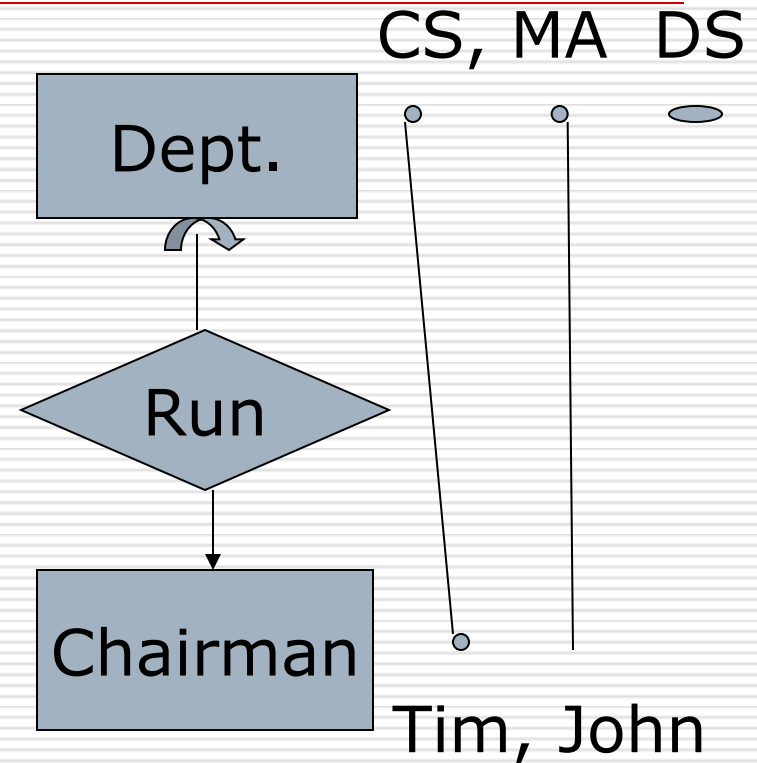 CS, MA DS
Dept.
Run
Chairman
Tim, John